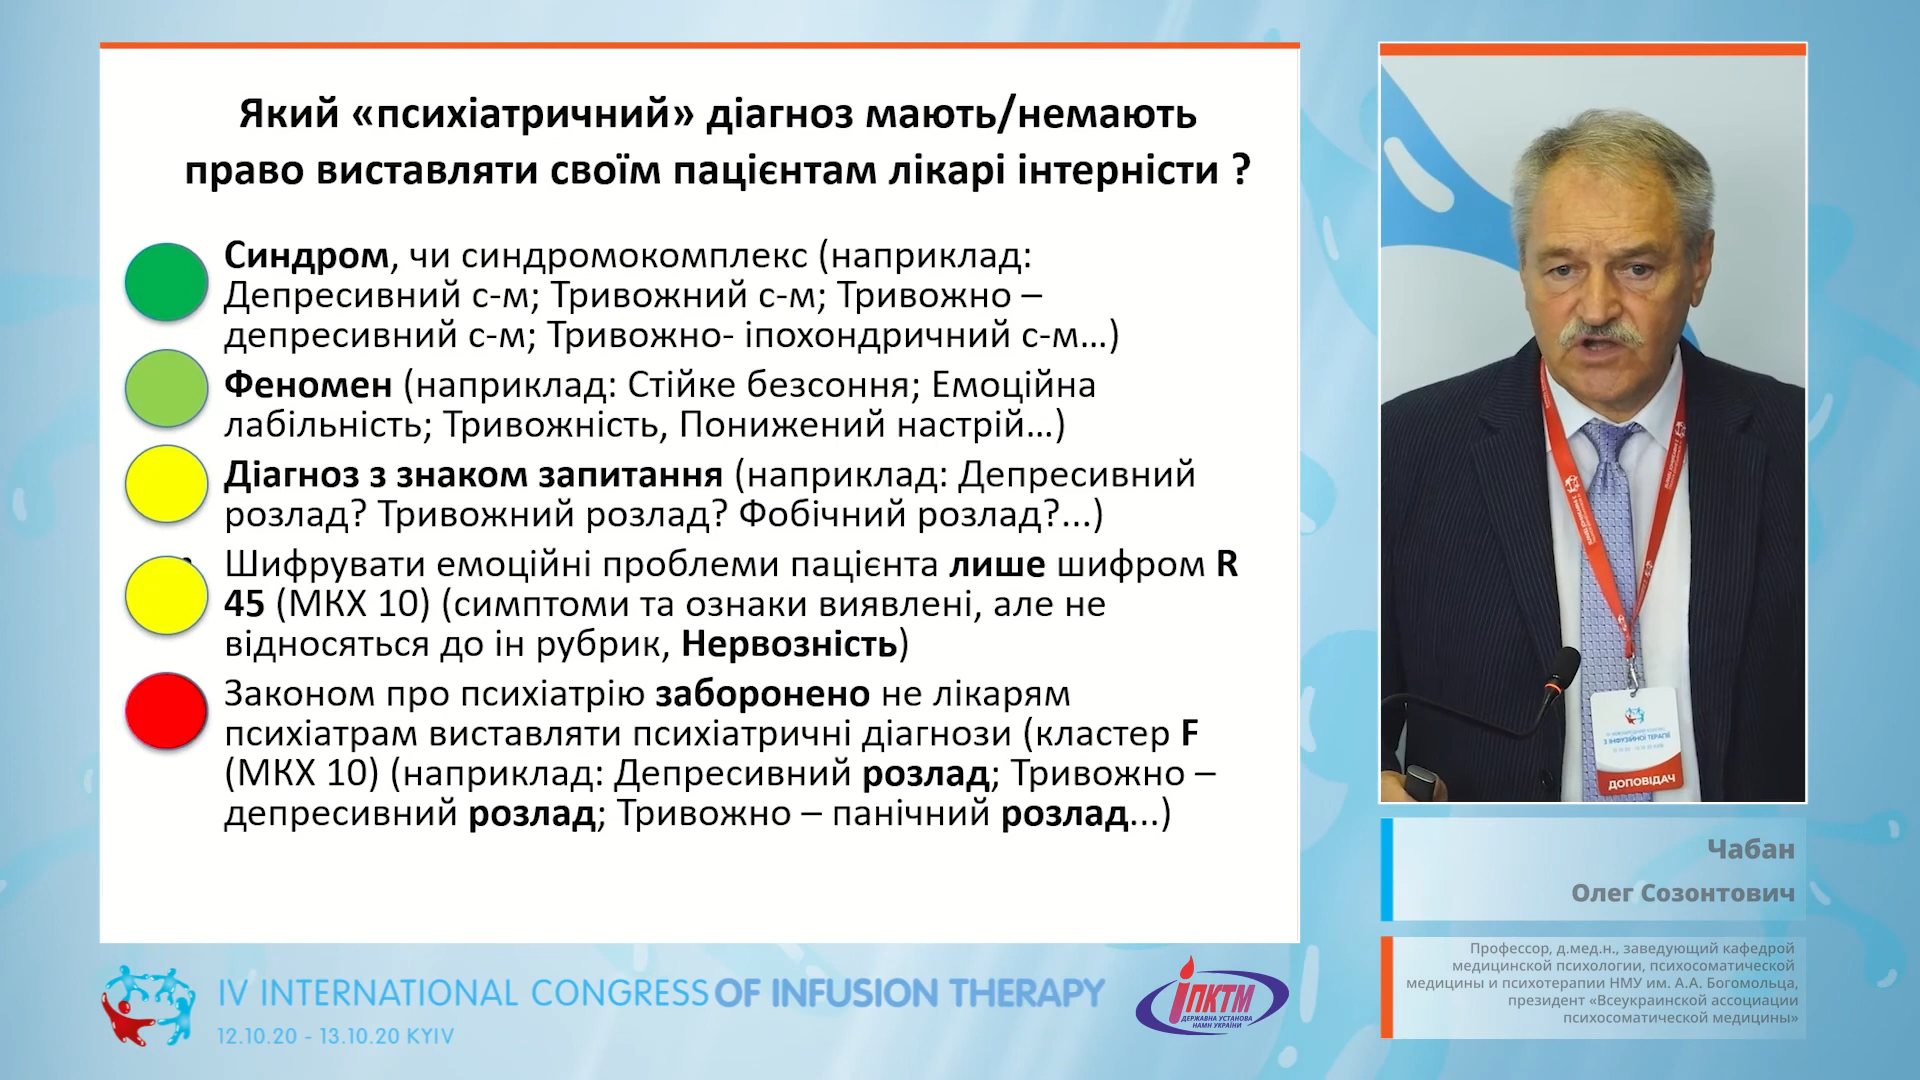 Який «психіатричний» діагноз мають/немають
право виставляти своїм пацієнтам лікарі інтерністи ?
Синдром, чи синдромокомплекс (наприклад:
Депресивний с-м; Тривожний с-м; Тривожно –
депресивний с-м; Тривожно- іпохондричний с-м...)
Феномен (наприклад: Стійке безсоння; Емоційна
лабільність; Тривожність, Понижений настрій...)
Діагноз з знаком запитання (наприклад: Депресивний
розлад? Тривожний розлад? Фобічний розлад?...)
Шифрувати емоційні проблеми пацієнта лише шифром R
45 (МКХ 10) (симптоми та ознаки виявлені, але не
відносяться до ін рубрик, Нервозність)
Законом про психіатрію заборонено не лікарям
психіатрам виставляти психіатричні діагнози (кластер F
(МКХ 10) (наприклад: Депресивний розлад; Тривожно –
депресивний розлад; Тривожно – панічний розлад...)
З ІНФУЗІЙНОЇ ТЕРАПІЇ
ДОПОВІДАЧ
Чабан
Олег Созонтович
Профессор, д.мед.н., заведующий кафедрой
медицинской психологии, психосоматической
медицины и психотерапии НМУ им. А.А. Богомольца,
президент «Всеукраинской ассоциации
психосоматической медицины»
IV INTERNATIONAL CONGRESS OF INFUSION THERAPY
12.10.20 - 13.10.20 KYIV
ІПКТМ
ДЕРЖАВНА УСТАНОВА
НАМН УКРАЇНИ